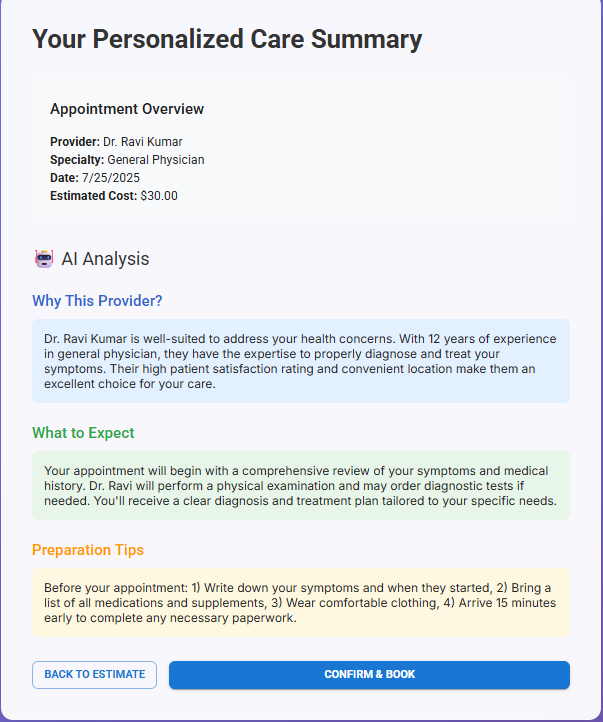 Your Personalized Care Summary
Appointment Overview
Provider: Dr. Ravi Kumar
Specialty: General Physician
Date: 7/25/2025
Estimated Cost: $30.00
AI Analysis
Why This Provider?
Dr. Ravi Kumar is well-suited to address your health concerns. With 12 years of experience
in general physician, they have the expertise to properly diagnose and treat your
symptoms. Their high patient satisfaction rating and convenient location make them an
excellent choice for your care.
What to Expect
Your appointment will begin with a comprehensive review of your symptoms and medical
history. Dr. Ravi will perform a physical examination and may order diagnostic tests if
needed. You'll receive a clear diagnosis and treatment plan tailored to your specific needs.
Preparation Tips
Before your appointment: 1) Write down your symptoms and when they started, 2) Bring a
list of all medications and supplements, 3) Wear comfortable clothing, 4) Arrive 15 minutes
early to complete any necessary paperwork.
BACK TO ESTIMATE
CONFIRM & BOOK